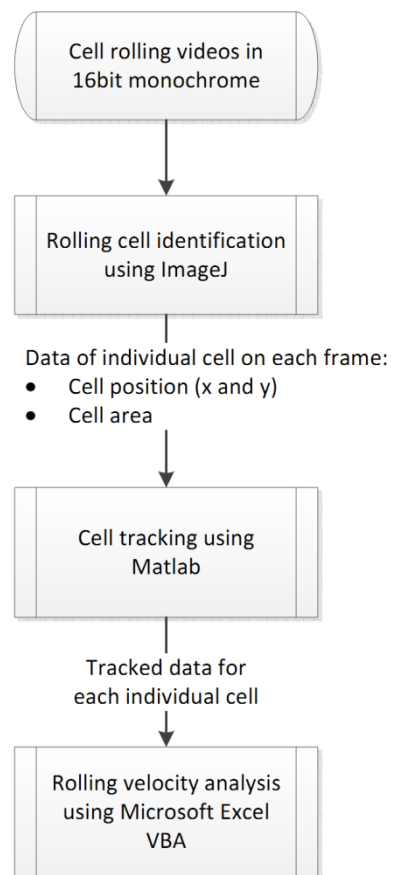 Cell rolling videos in
16bit monochrome
Rolling cell identification
using ImageJ
Data of individual cell on each frame:
• Cell position (x and y)
• Cell area
Cell tracking using
Matlab
Tracked data for
each individual cell
Rolling velocity analysis
using Microsoft Excel
VBA